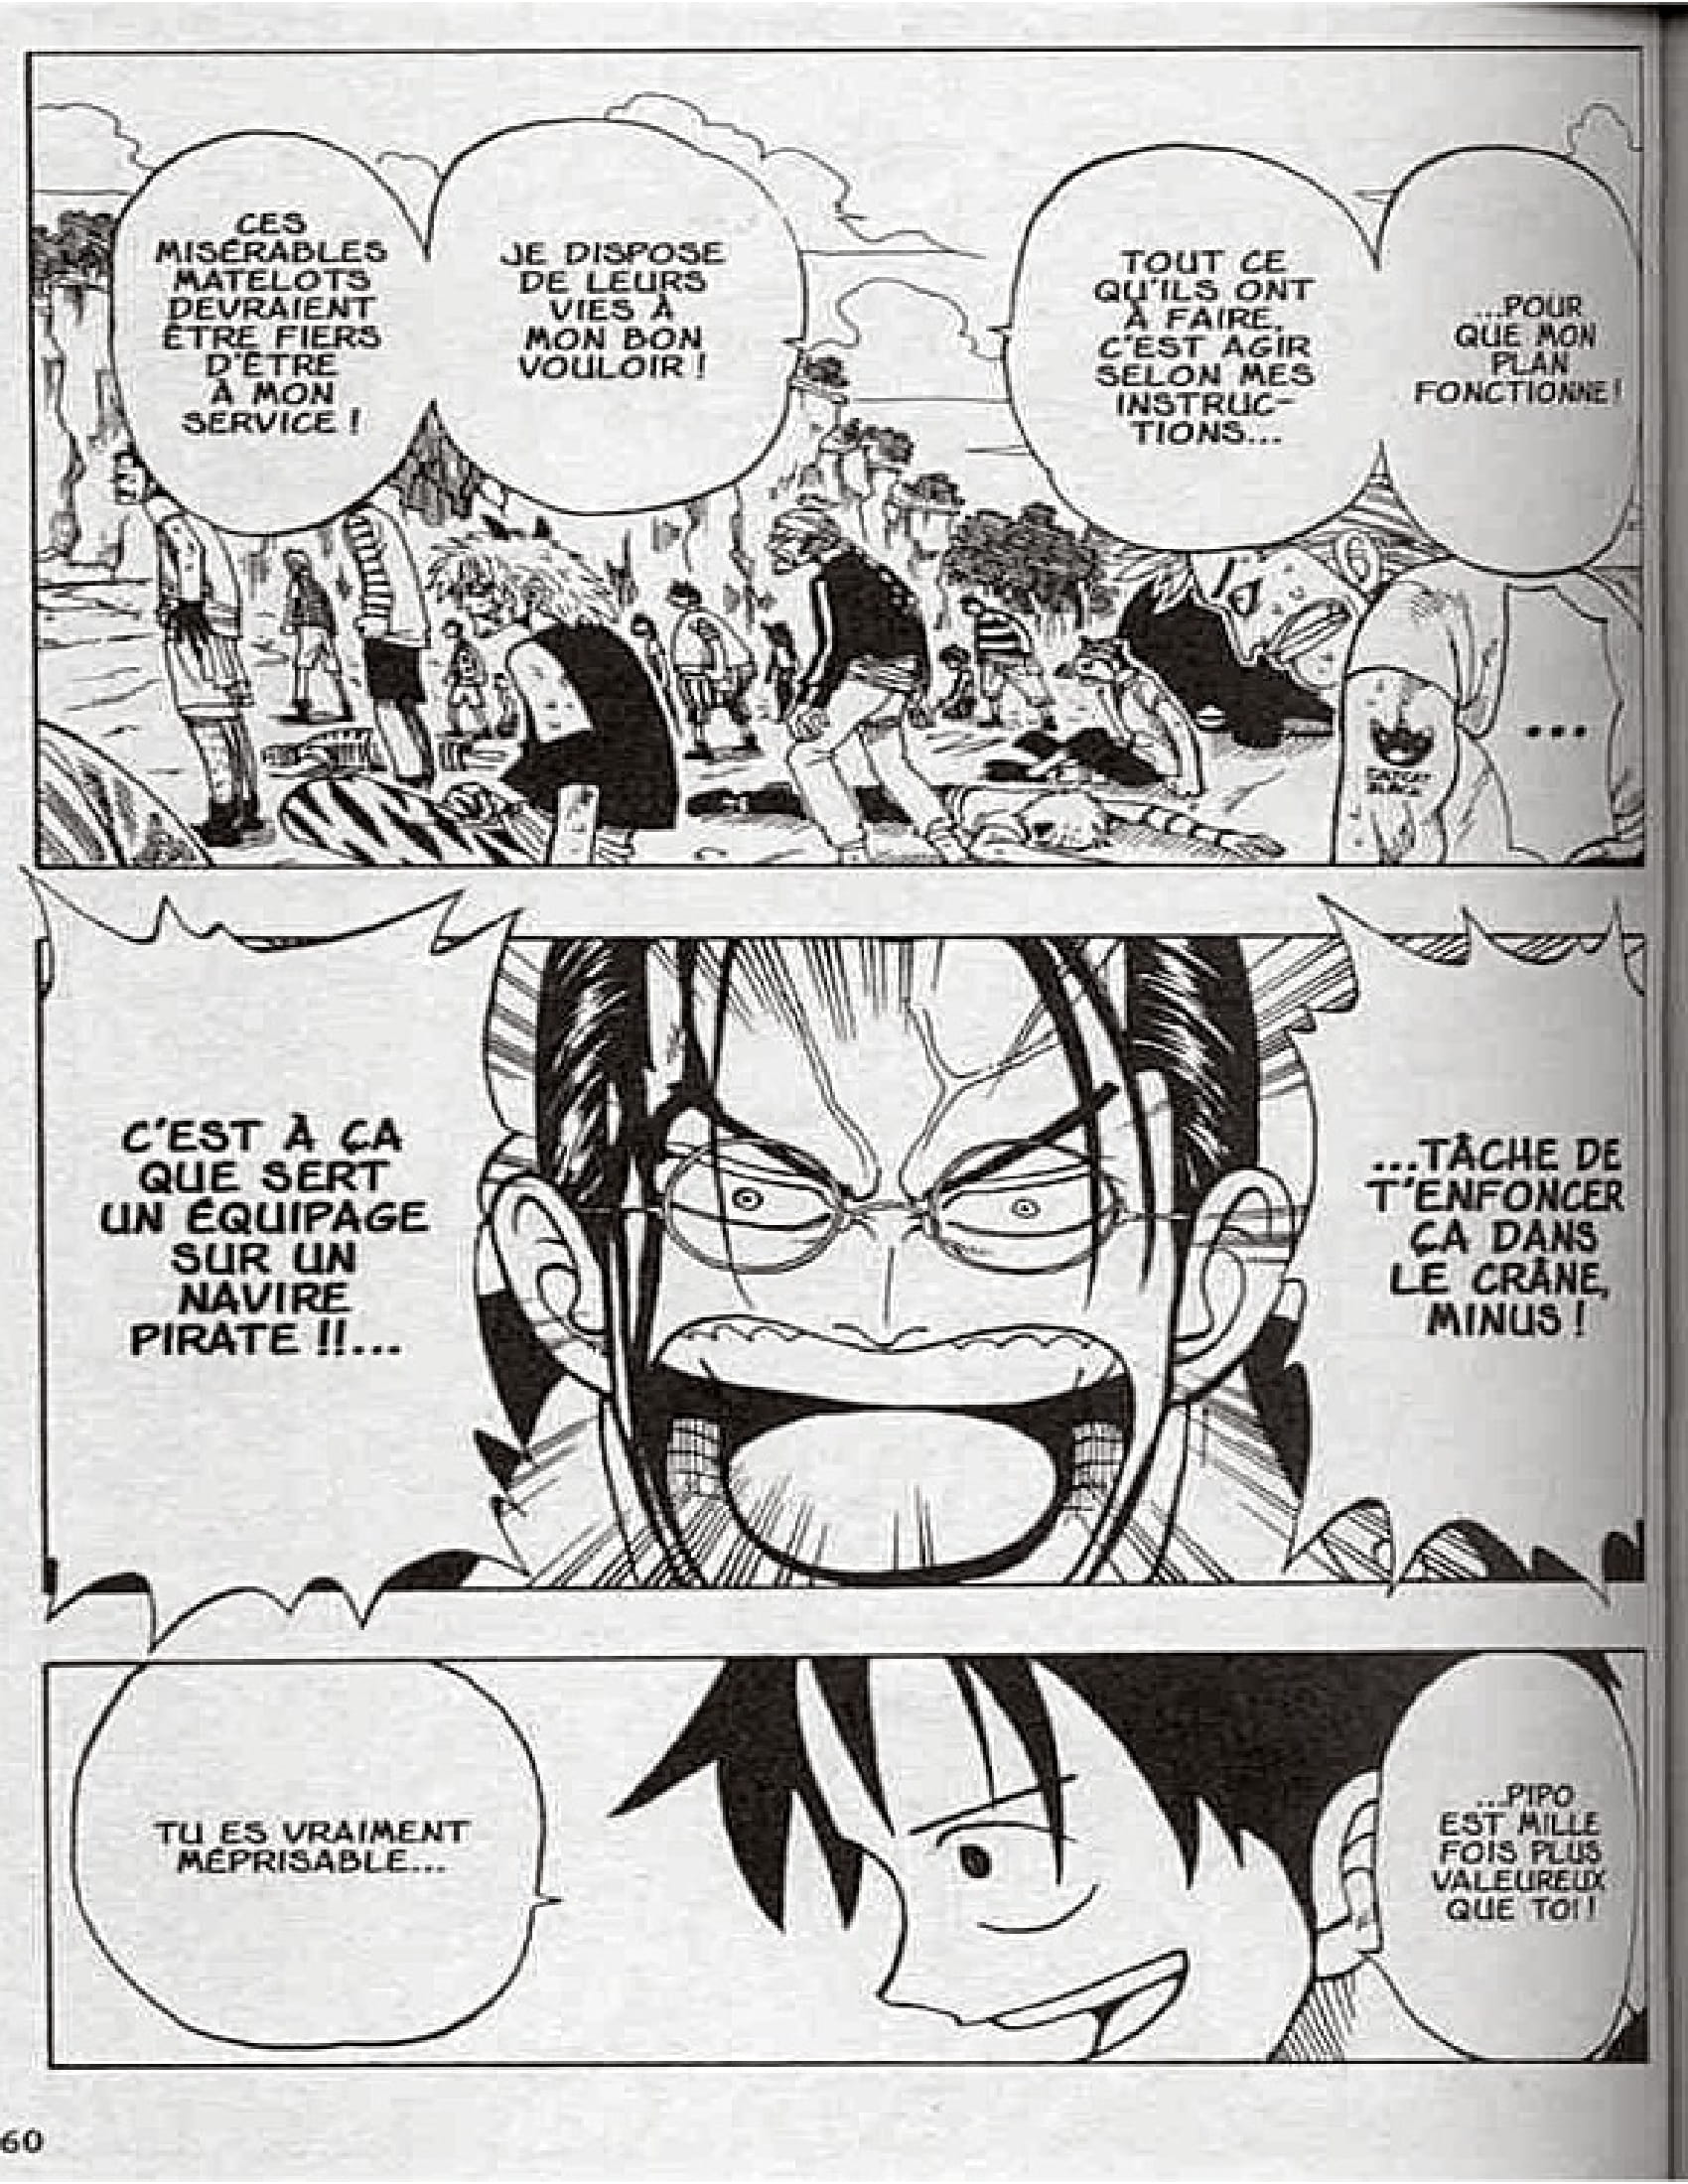 CES
MISÉRABLES
MATELOTS
DEVRAIENT
ÊTRE FIERS
D'ÊTRE
À MON
SERVICE !
JE DISPOSE
DE LEURS
VIES À
MON BON
VOULOIR !
TOUT CE
QU'ILS ONT
À FAIRE,
C'EST AGIR
SELON MES
INSTRUC-
TIONS...
...POUR
QUE MON
PLAN
FONCTIONNE !
...
C'EST À ÇA
QUE SERT
UN ÉQUIPAGE
SUR UN
NAVIRE
PIRATE !!...
...TÂCHE DE
T'ENFONCER
ÇA DANS
LE CRÂNE,
MINUS !
TU ES VRAIMENT
MÉPRISABLE...
...PIPO
EST MILLE
FOIS PLUS
VALEUREUX
QUE TOI !
60